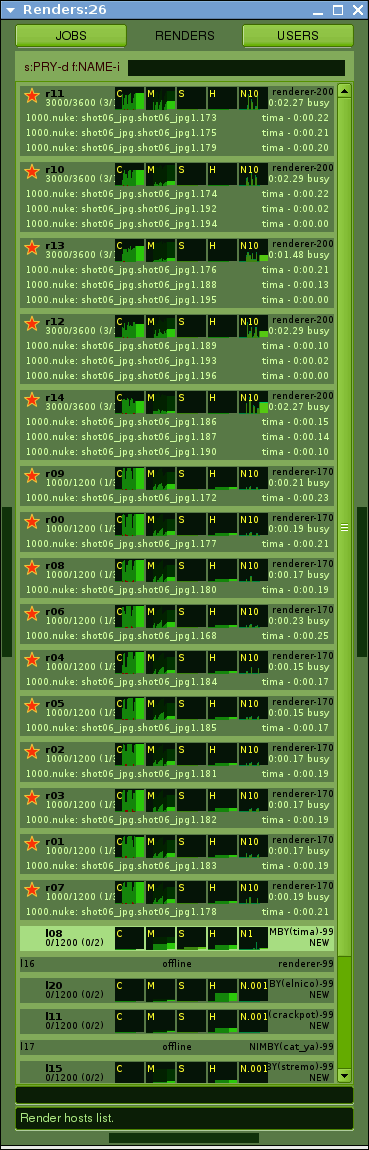 Renders:26
JOBS RENDERS USERS
s:PRY-d f:NAME-i
r11 C M S H N10 renderer-200
3000/3600 (3/ 0:02.27 busy
1000.nuke: shot06_jpg.shot06_jpg1.173 tima - 0:00.22
1000.nuke: shot06_jpg.shot06_jpg1.175 tima - 0:00.21
1000.nuke: shot06_jpg.shot06_jpg1.179 tima - 0:00.20
r10 C M S H N10 renderer-200
3000/3600 (3/ 0:02.29 busy
1000.nuke: shot06_jpg.shot06_jpg1.174 tima - 0:00.22
1000.nuke: shot06_jpg.shot06_jpg1.192 tima - 0:00.02
1000.nuke: shot06_jpg.shot06_jpg1.194 tima - 0:00.00
r13 C M S H N10 renderer-200
3000/3600 (3/ 0:01.48 busy
1000.nuke: shot06_jpg.shot06_jpg1.176 tima - 0:00.21
1000.nuke: shot06_jpg.shot06_jpg1.188 tima - 0:00.13
1000.nuke: shot06_jpg.shot06_jpg1.195 tima - 0:00.00
r12 C M S H N10 renderer-200
3000/3600 (3/ 0:02.29 busy
1000.nuke: shot06_jpg.shot06_jpg1.189 tima - 0:00.10
1000.nuke: shot06_jpg.shot06_jpg1.193 tima - 0:00.02
1000.nuke: shot06_jpg.shot06_jpg1.196 tima - 0:00.00
r14 C M S H N10 renderer-200
3000/3600 (3/ 0:02.27 busy
1000.nuke: shot06_jpg.shot06_jpg1.186 tima - 0:00.15
1000.nuke: shot06_jpg.shot06_jpg1.187 tima - 0:00.14
1000.nuke: shot06_jpg.shot06_jpg1.190 tima - 0:00.10
r09 C M S H N10 renderer-170
1000/1200 (1/ 0:00.21 busy
1000.nuke: shot06_jpg.shot06_jpg1.172 tima - 0:00.23
r00 C M S H N10 renderer-170
1000/1200 (1/ 0:00.19 busy
1000.nuke: shot06_jpg.shot06_jpg1.177 tima - 0:00.21
r08 C M S H N10 renderer-170
1000/1200 (1/ 0:00.17 busy
1000.nuke: shot06_jpg.shot06_jpg1.180 tima - 0:00.19
r06 C M S H N10 renderer-170
1000/1200 (1/ 0:00.23 busy
1000.nuke: shot06_jpg.shot06_jpg1.168 tima - 0:00.25
r04 C M S H N10 renderer-170
1000/1200 (1/ 0:00.15 busy
1000.nuke: shot06_jpg.shot06_jpg1.184 tima - 0:00.17
r05 C M S H N10 renderer-170
1000/1200 (1/ 0:00.15 busy
1000.nuke: shot06_jpg.shot06_jpg1.185 tima - 0:00.17
r02 C M S H N10 renderer-170
1000/1200 (1/ 0:00.17 busy
1000.nuke: shot06_jpg.shot06_jpg1.181 tima - 0:00.19
r03 C M S H N10 renderer-170
1000/1200 (1/ 0:00.17 busy
1000.nuke: shot06_jpg.shot06_jpg1.182 tima - 0:00.19
r01 C M S H N10 renderer-170
1000/1200 (1/ 0:00.17 busy
1000.nuke: shot06_jpg.shot06_jpg1.183 tima - 0:00.19
r07 C M S H N10 renderer-170
1000/1200 (1/ 0:00.19 busy
1000.nuke: shot06_jpg.shot06_jpg1.178 tima - 0:00.21
l08 C M S H N1 MBY(tima)-99
0/1200 (0/2) NEW
l16 offline renderer-99
l20 C M S H N.001 BY(elnico)-99
0/1200 (0/2) NEW
l11 C M S H N.001 (crackpot)-99
0/1200 (0/2) NEW
l17 offline NIMBY(cat_ya)-99
l15 C M S H N.001 BY(stremo)-99
0/1200 (0/2) NEW
Render hosts list.